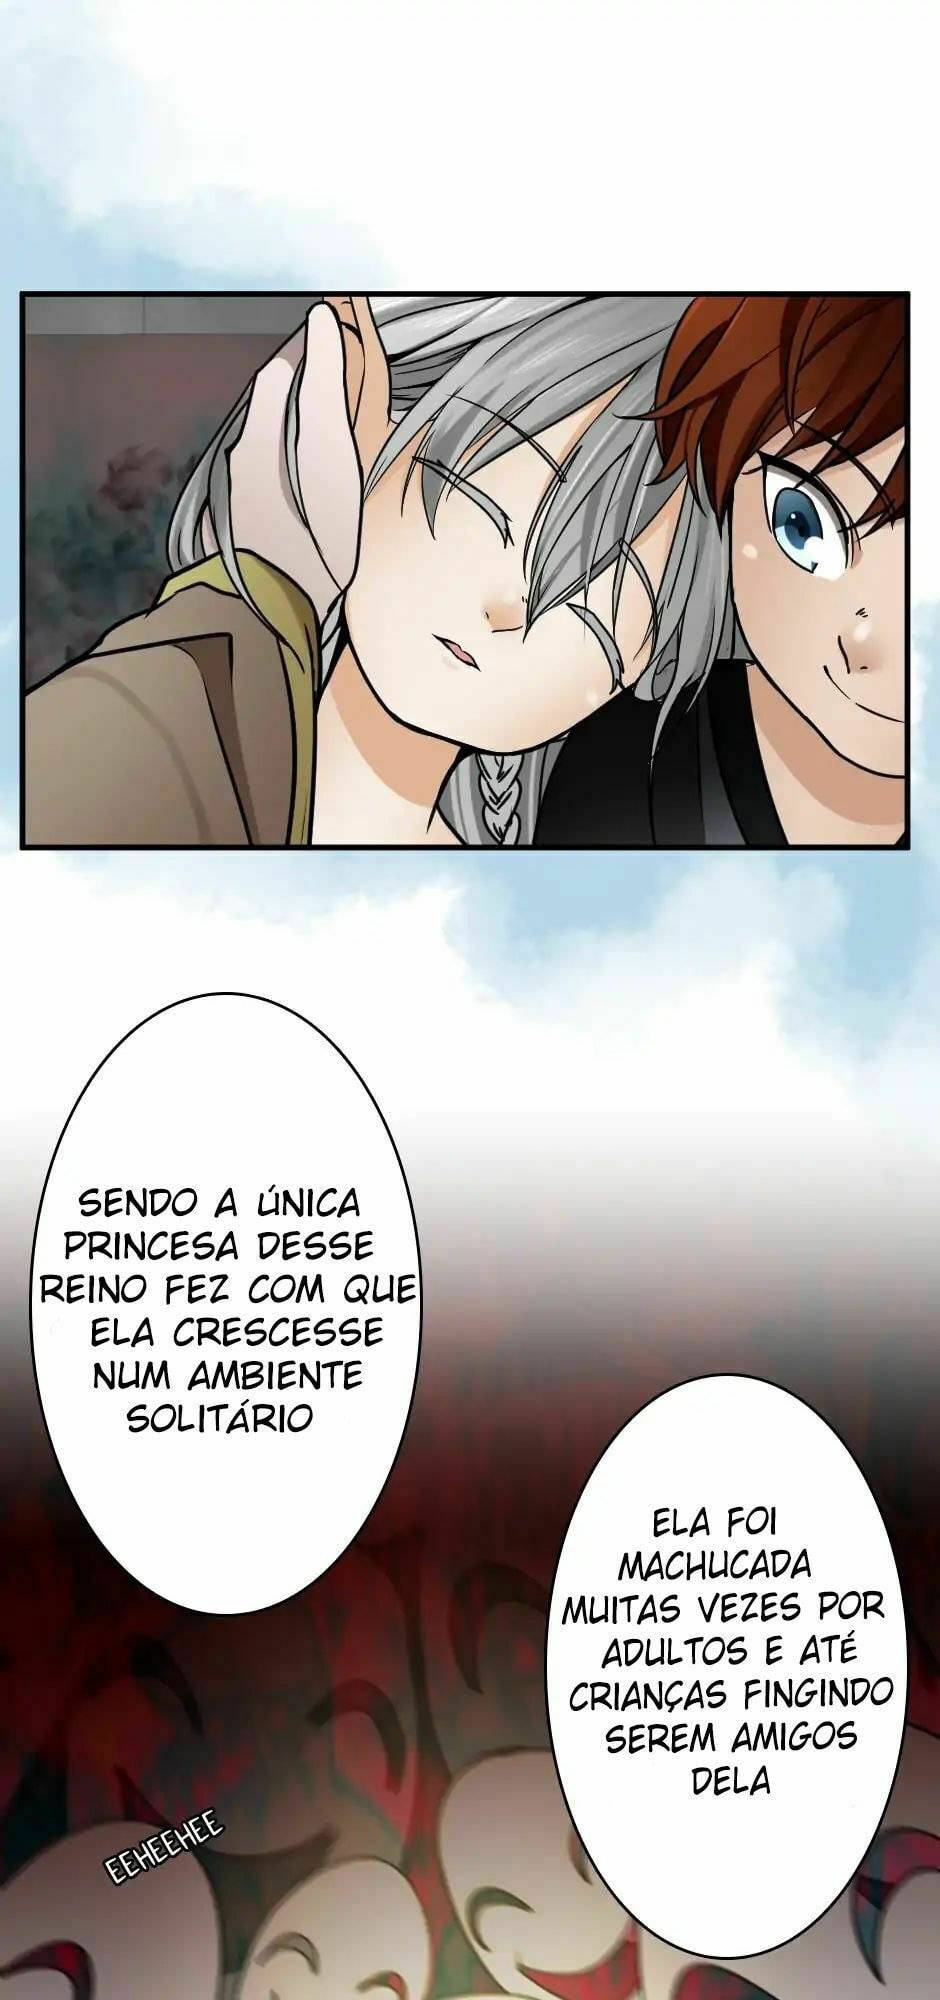 SENDO A ÚNICA
PRINCESA DESSE
REINO FEZ COM QUE
ELA CRESCESSE
NUM AMBIENTE
SOLITÁRIO
ELA FOI
MACHUCADA
MUITAS VEZES POR
ADULTOS E ATÉ
CRIANÇAS FINGINDO
SEREM AMIGOS
DELA
EEHEEHEE